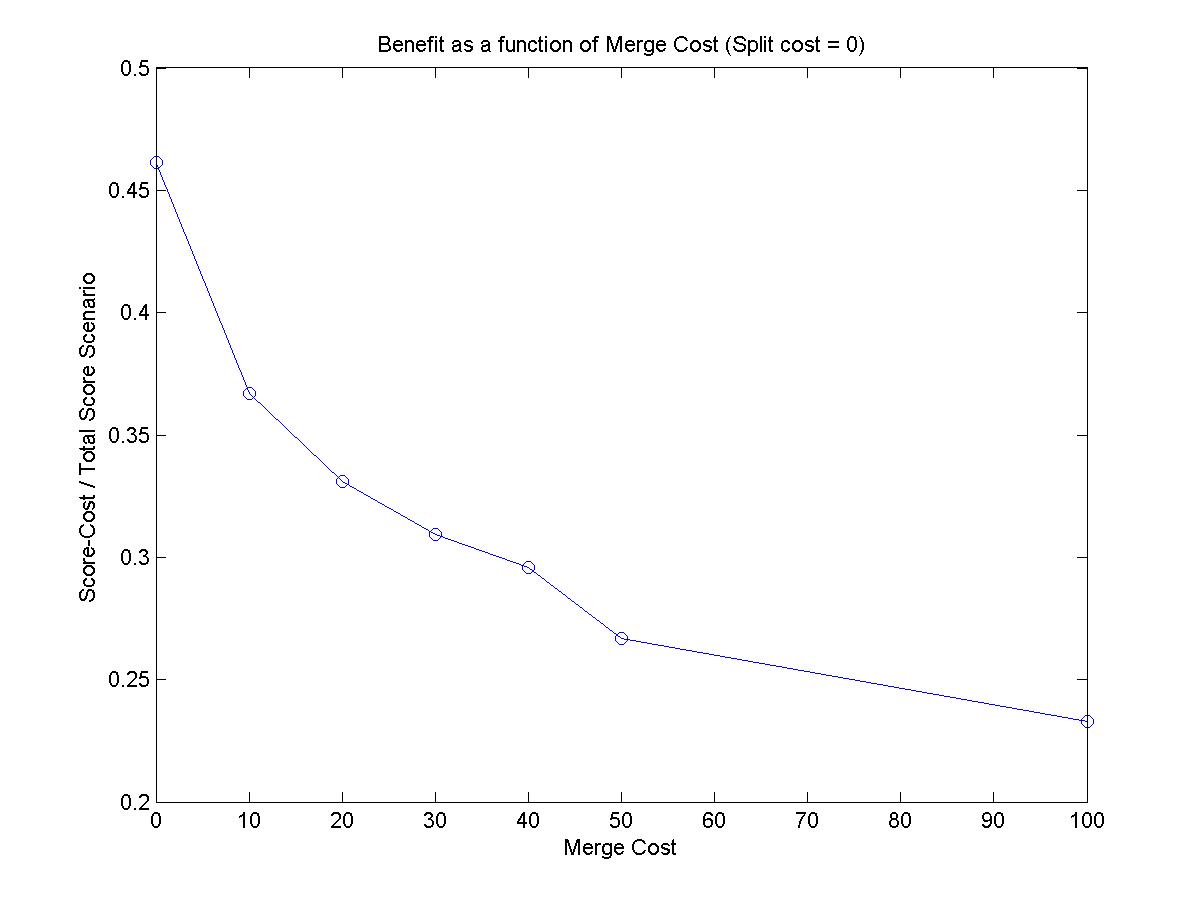 Benefit as a function of Merge Cost (Split cost = 0)
0.5
0.45
0.4
0.35
0.3
0.25
0.2
Score-Cost / Total Score Scenario
0 10 20 30 40 50 60 70 80 90 100
Merge Cost